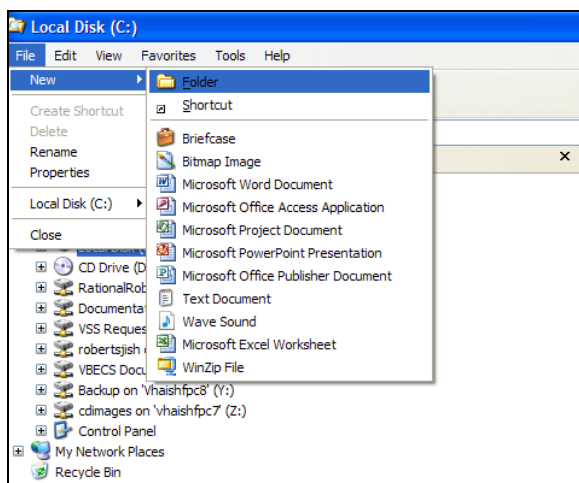 Local Disk (C:)
File Edit View Favorites Tools Help
New
Create Shortcut
Delete
Rename
Properties
Local Disk (C:)
Close
Folder
Shortcut
Briefcase
Bitmap Image
Microsoft Word Document
Microsoft Office Access Application
Microsoft Project Document
Microsoft PowerPoint Presentation
Microsoft Office Publisher Document
Text Document
Wave Sound
Microsoft Excel Worksheet
WinZip File
CD Drive (D
RationalRob
Documenta
VSS Reques
robertsjish
VBECS Docu
Backup on 'Vhaishfpc8' (Y:)
cdimages on 'vhaishfpc7' (Z:)
Control Panel
My Network Places
Recycle Bin